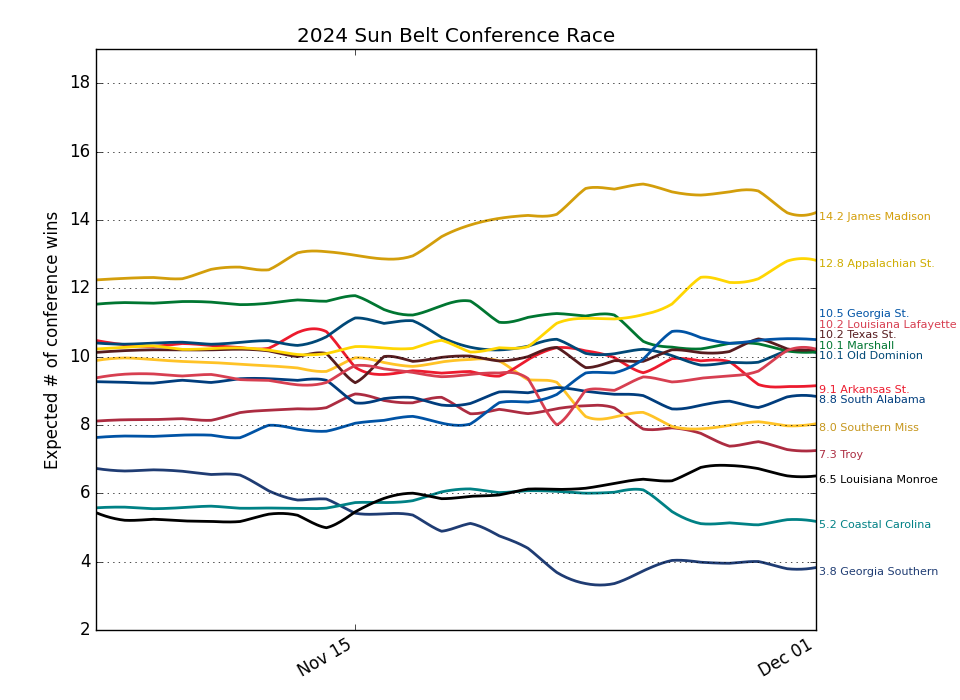 2024 Sun Belt Conference Race
Expected # of conference wins
18
16
14
12
10
8
6
4
2
Nov 15
Dec 01
14.2 James Madison
12.8 Appalachian St.
10.5 Georgia St.
10.2 Louisiana Lafayette
10.2 Texas St.
10.1 Marshall
10.1 Old Dominion
9.1 Arkansas St.
8.8 South Alabama
8.0 Southern Miss
7.3 Troy
6.5 Louisiana Monroe
5.2 Coastal Carolina
3.8 Georgia Southern